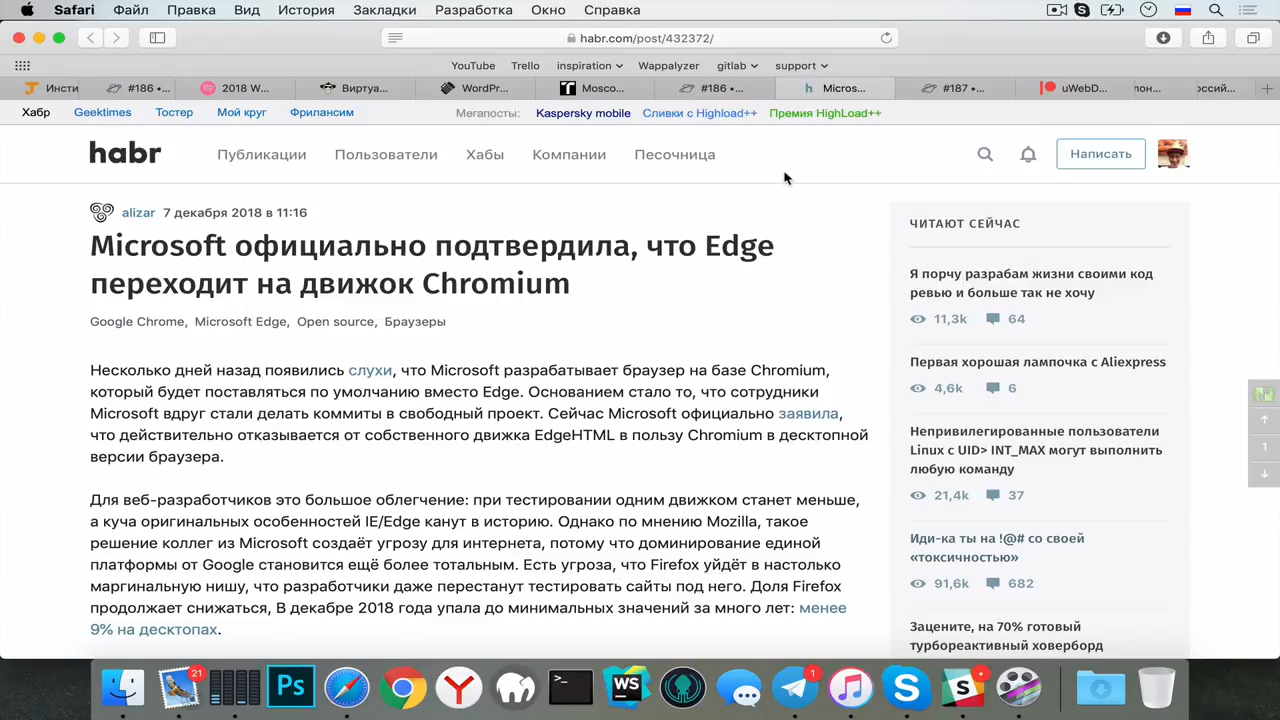 Safari Файл Правка Вид История Закладки Разработка Окно Справка
habr.com/post/432372/
YouTube Trello inspiration Wappalyzer gitlab support
Инсти #186 •... 2018 W... Виртуа... WordPr... Mosco... #186 •... Micros... #187 •... uWebD... лон... оссий...
Хабр Geektimes Тостер Мой круг Фрилансим Мегапосты: Kaspersky mobile Сливки с Highload++ Премия HighLoad++
habr Публикации Пользователи Хабы Компании Песочница Написать
alizar 7 декабря 2018 в 11:16
Microsoft официально подтвердила, что Edge
переходит на движок Chromium
Google Chrome, Microsoft Edge, Open source, Браузеры
Несколько дней назад появились слухи, что Microsoft разрабатывает браузер на базе Chromium,
который будет поставляться по умолчанию вместо Edge. Основанием стало то, что сотрудники
Microsoft вдруг стали делать коммиты в свободный проект. Сейчас Microsoft официально заявила,
что действительно отказывается от собственного движка EdgeHTML в пользу Chromium в десктопной
версии браузера.
Для веб-разработчиков это большое облегчение: при тестировании одним движком станет меньше,
а куча оригинальных особенностей IE/Edge канут в историю. Однако по мнению Mozilla, такое
решение коллег из Microsoft создаёт угрозу для интернета, потому что доминирование единой
платформы от Google становится ещё более тотальным. Есть угроза, что Firefox уйдёт в настолько
маргинальную нишу, что разработчики даже перестанут тестировать сайты под него. Доля Firefox
продолжает снижаться, В декабре 2018 года упала до минимальных значений за много лет: менее
9% на десктопах.
ЧИТАЮТ СЕЙЧАС
Я порчу разрабам жизни своими код
ревью и больше так не хочу
11,3k 64
Первая хорошая лампочка с Aliexpress
4,6k 6
Непривилегированные пользователи
Linux с UID> INT_MAX могут выполнить
любую команду
21,4k 37
Иди-ка ты на !@# со своей
«токсичностью»
91,6k 682
Зацените, на 70% готовый
турбореактивный ховерборд
1
21 Ps >_ WS 1 S S